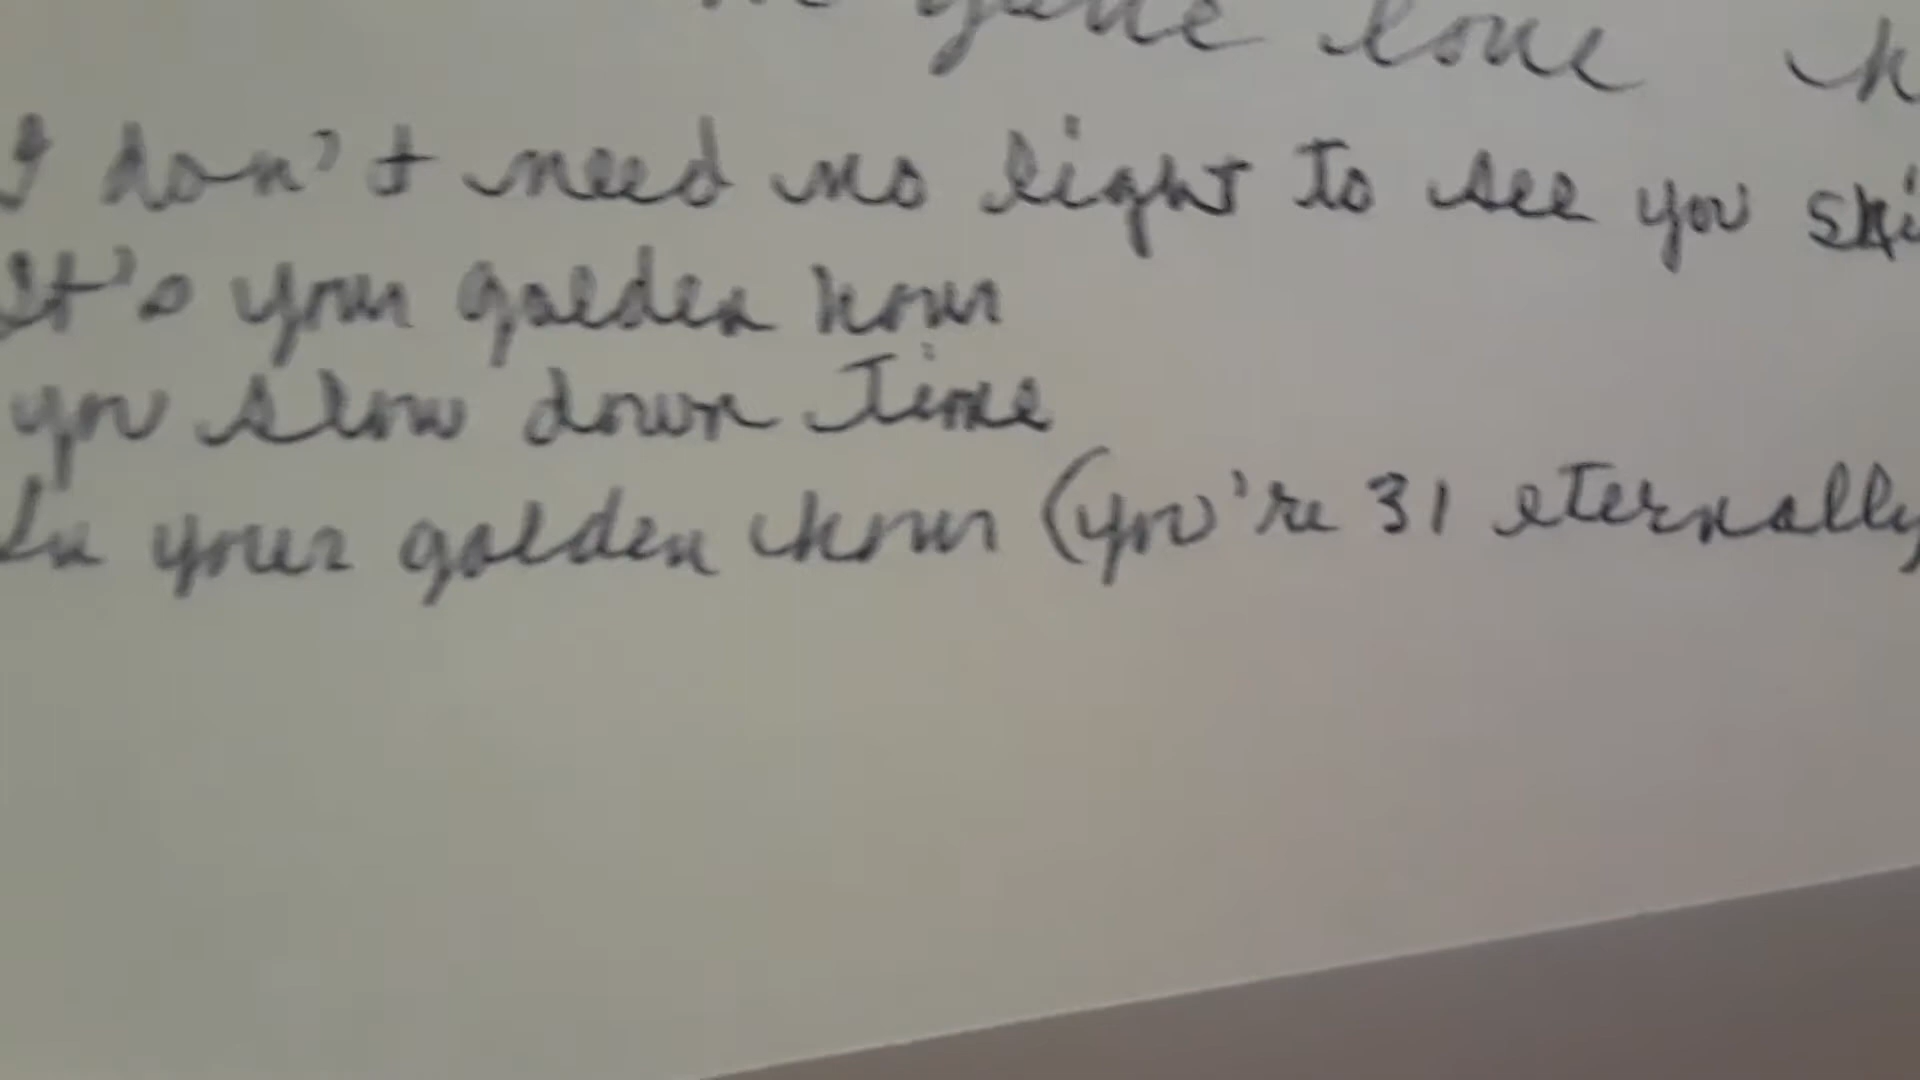 love
I don't need no light to see you
It's your golden hour
you slow down Time
In your golden hour (you're 31 eternally